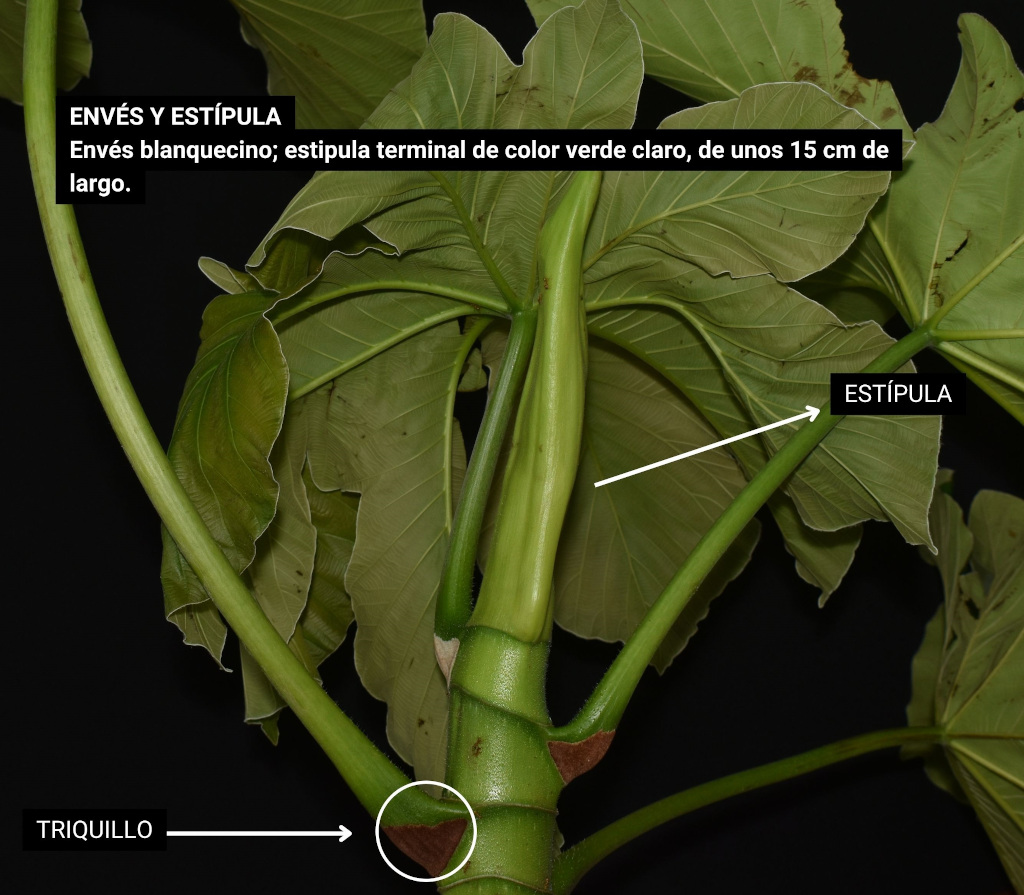 ENVÉS Y ESTÍPULA
Envés blanquecino; estipula terminal de color verde claro, de unos 15 cm de
largo.
ESTÍPULA
TRIQUILLO